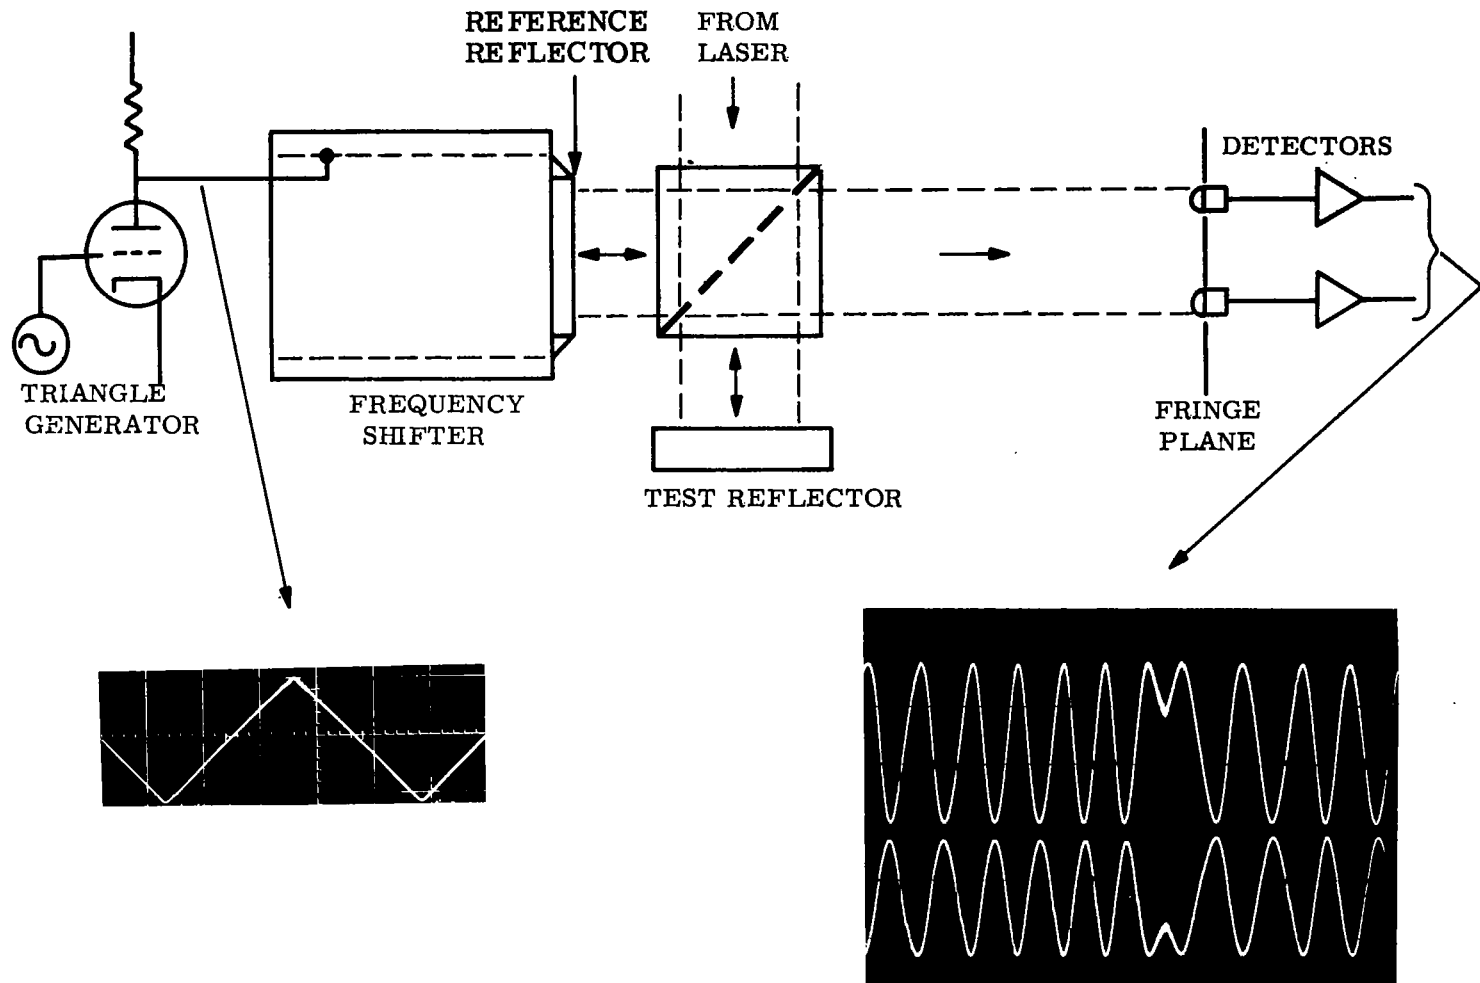 REFERENCE
REFLECTOR
FROM
LASER
DETECTORS
TRIANGLE
GENERATOR
FREQUENCY
SHIFTER
FRINGE
PLANE
TEST REFLECTOR